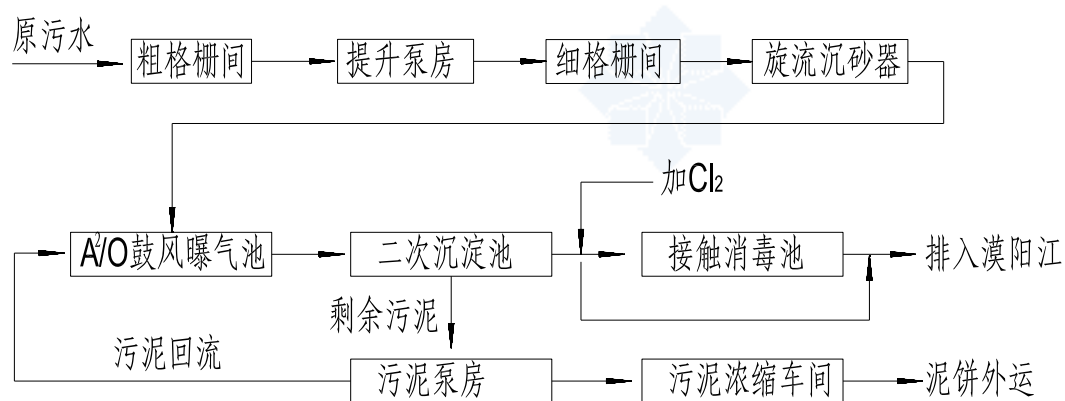 原污水
粗格栅间
提升泵房
细格栅间
旋流沉砂器
加Cl₂
A²/O鼓风曝气池
二次沉淀池
接触消毒池
排入漠阳江
剩余污泥
污泥回流
污泥泵房
污泥浓缩车间
泥饼外运